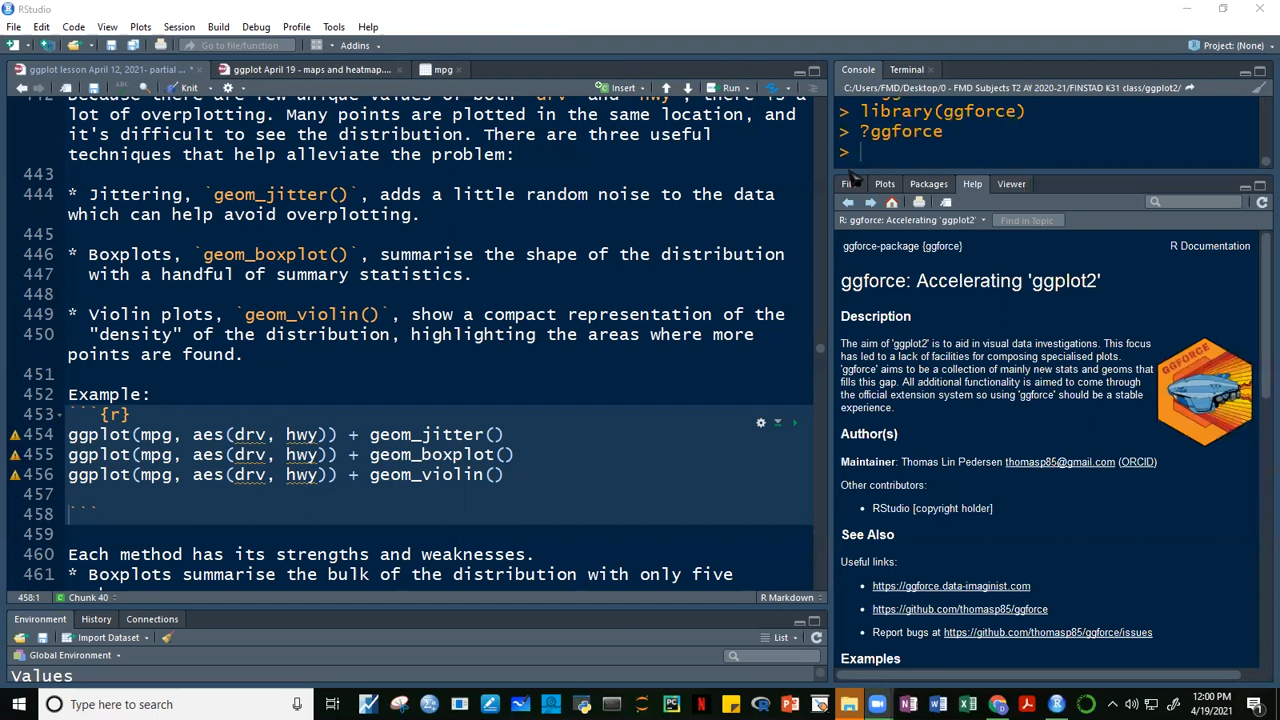 RStudio
File Edit Code View Plots Session Build Debug Profile Tools Help
Go to file/function Addins Project: (None)
ggplot lesson April 12, 2021- partial ... * ggplot April 19 - maps and heatmap.... mpg
Knit Insert Run
because there are few unique values of both `drv` and `hwy`, there is a
lot of overplotting. Many points are plotted in the same location, and
it's difficult to see the distribution. There are three useful
techniques that help alleviate the problem:
443
444 * Jittering, `geom_jitter()`, adds a little random noise to the data
which can help avoid overplotting.
445
446 * Boxplots, `geom_boxplot()`, summarise the shape of the distribution
447 with a handful of summary statistics.
448
449 * Violin plots, `geom_violin()`, show a compact representation of the
450 "density" of the distribution, highlighting the areas where more
points are found.
451
452 Example:
453 ```{r}
454 ggplot(mpg, aes(drv, hwy)) + geom_jitter()
455 ggplot(mpg, aes(drv, hwy)) + geom_boxplot()
456 ggplot(mpg, aes(drv, hwy)) + geom_violin()
457
458 ```
459
460 Each method has its strengths and weaknesses.
461 * Boxplots summarise the bulk of the distribution with only five
458:1 Chunk 40 R Markdown
Environment History Connections
Import Dataset List
Global Environment
Values
Console Terminal
C:/Users/FMD/Desktop/0 - FMD Subjects T2 AY 2020-21/FINSTAD K31 class/ggplot2/
> library(ggforce)
> ?ggforce
>
Plots Packages Help Viewer
R: ggforce: Accelerating 'ggplot2' Find in Topic
ggforce-package {ggforce} R Documentation
ggforce: Accelerating 'ggplot2'
Description
The aim of 'ggplot2' is to aid in visual data investigations. This focus
has led to a lack of facilities for composing specialised plots.
'ggforce' aims to be a collection of mainly new stats and geoms that
fills this gap. All additional functionality is aimed to come through
the official extension system so using 'ggforce' should be a stable
experience.
GGFORCE
Author(s)
Maintainer: Thomas Lin Pedersen thomasp85@gmail.com (ORCID)
Other contributors:
• RStudio [copyright holder]
See Also
Useful links:
• https://ggforce.data-imaginist.com
• https://github.com/thomasp85/ggforce
• Report bugs at https://github.com/thomasp85/ggforce/issues
Examples
Type here to search
12:00 PM
4/19/2021